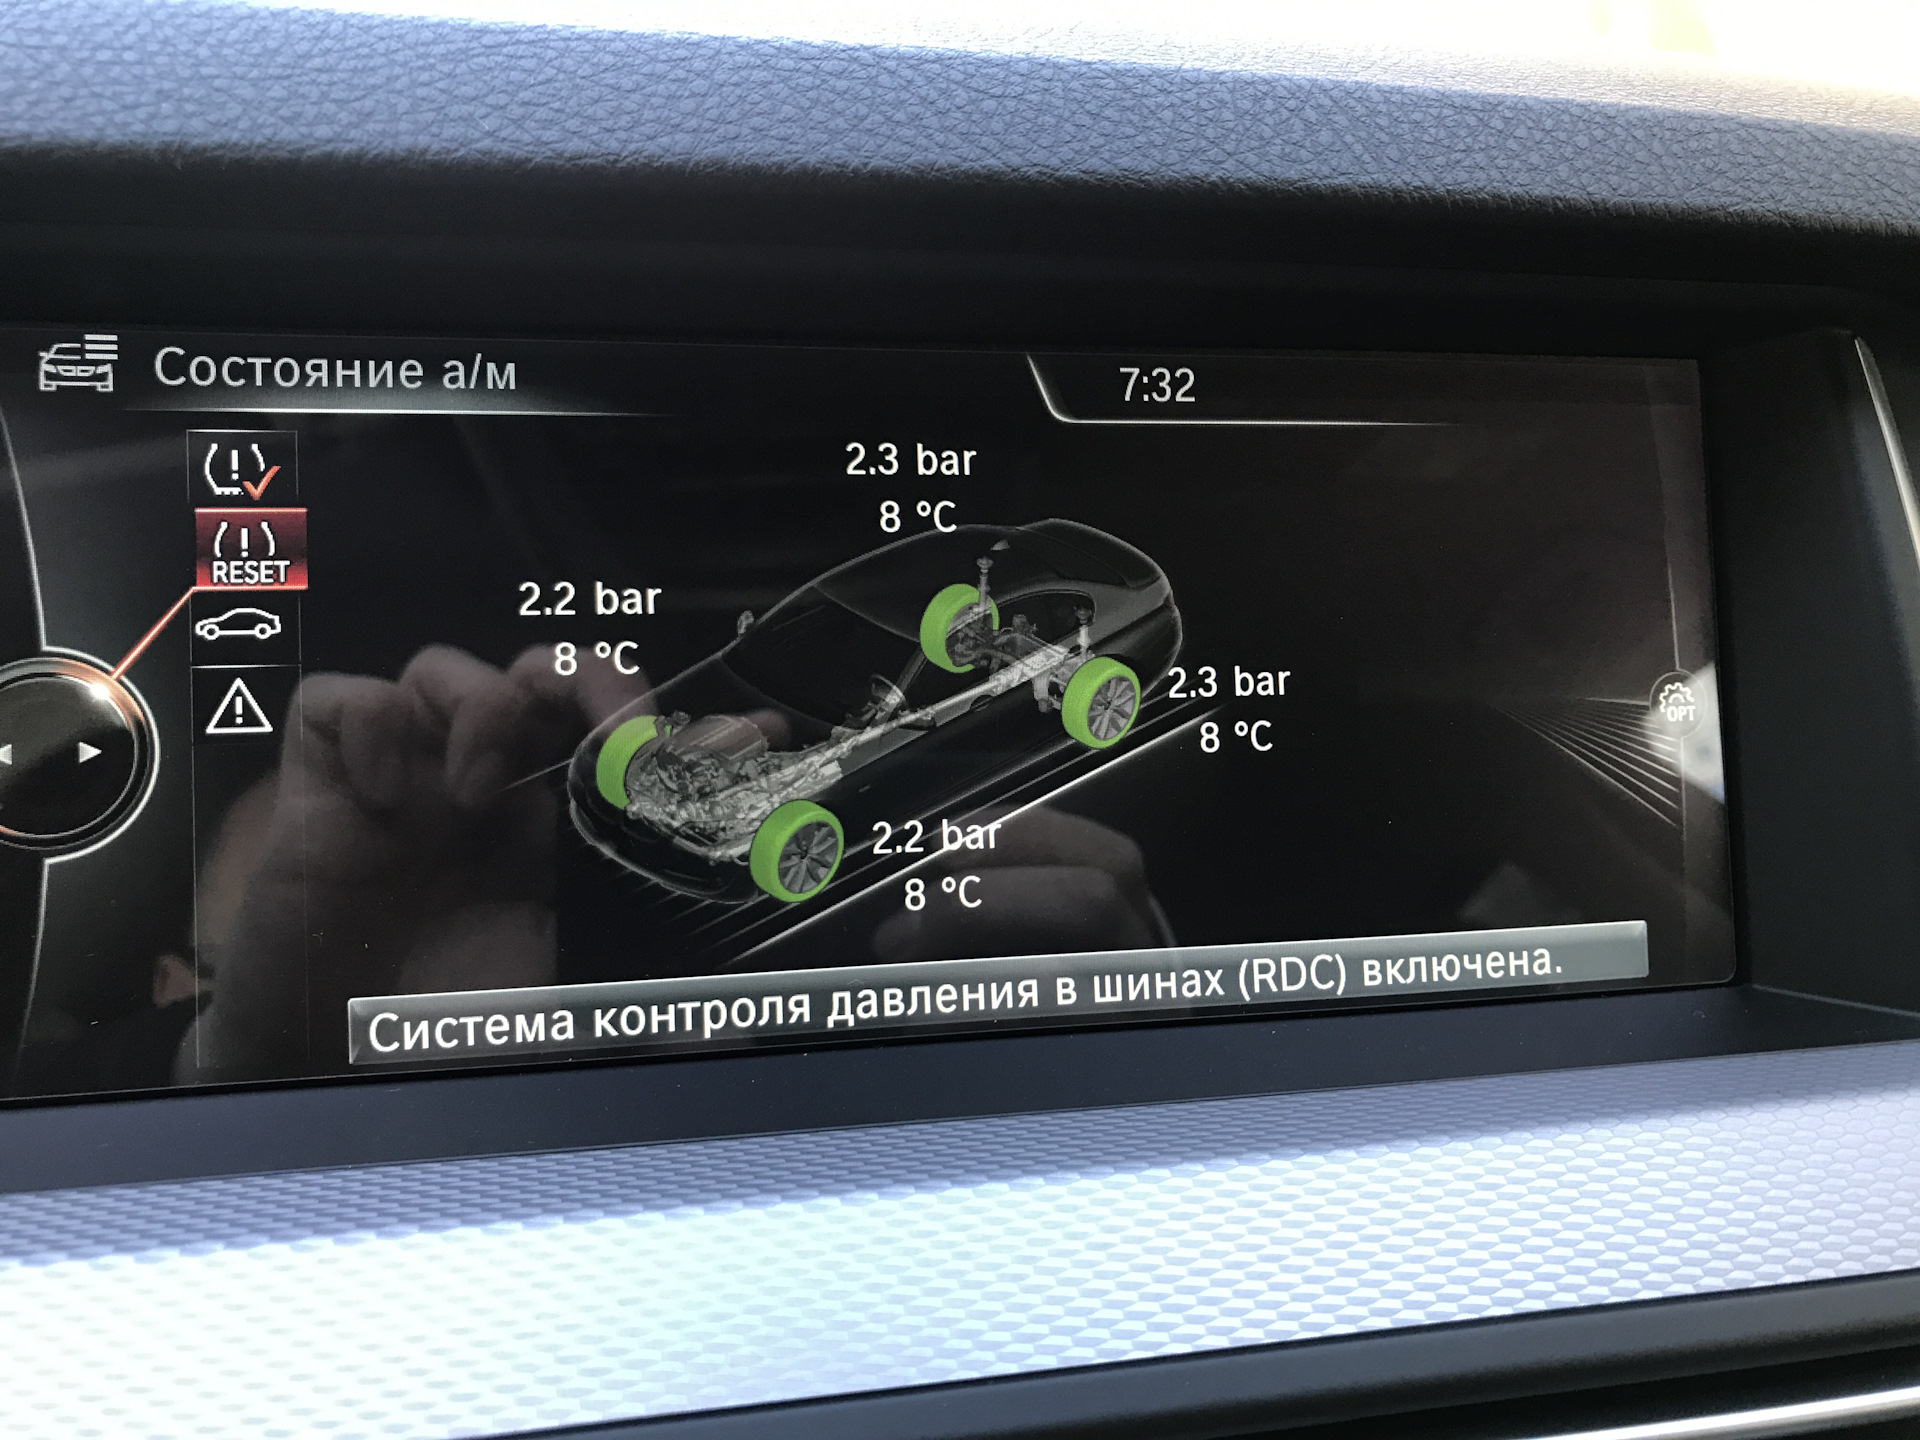 Состояние а/м
7:32
RESET
2.3 bar
8 °C
2.2 bar
8 °C
2.3 bar
8 °C
OPT
2.2 bar
8 °C
Система контроля давления в шинах (RDC) включена.